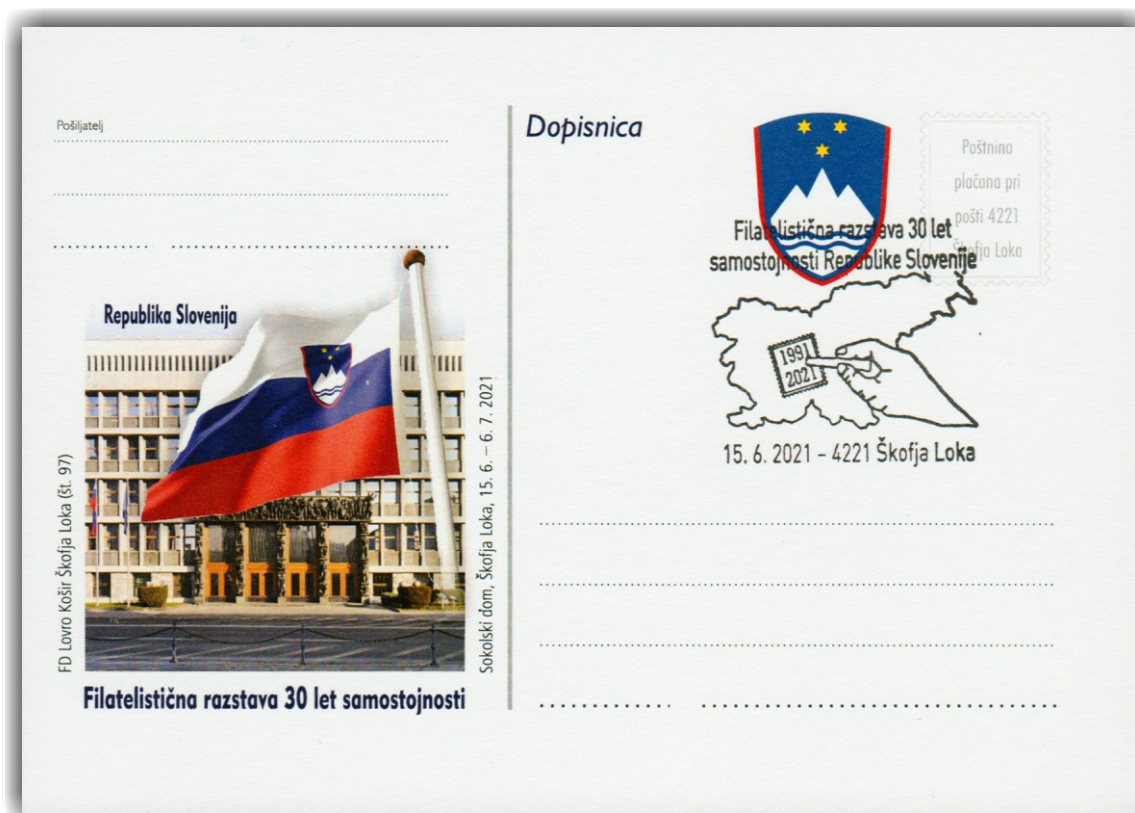 Pošiljatelj
Republika Slovenija
FD Lovro Košir Škofja Loka (št. 97)
Sokolski dom, Škofja Loka, 15. 6. – 6. 7. 2021
Filatelistična razstava 30 let samostojnosti
Dopisnica
Poštnina
plačana pri
pošti 4221
Škofja Loka
Filatelistična razstava 30 let
samostojnosti Republike Slovenije
1991
2021
15. 6. 2021 – 4221 Škofja Loka